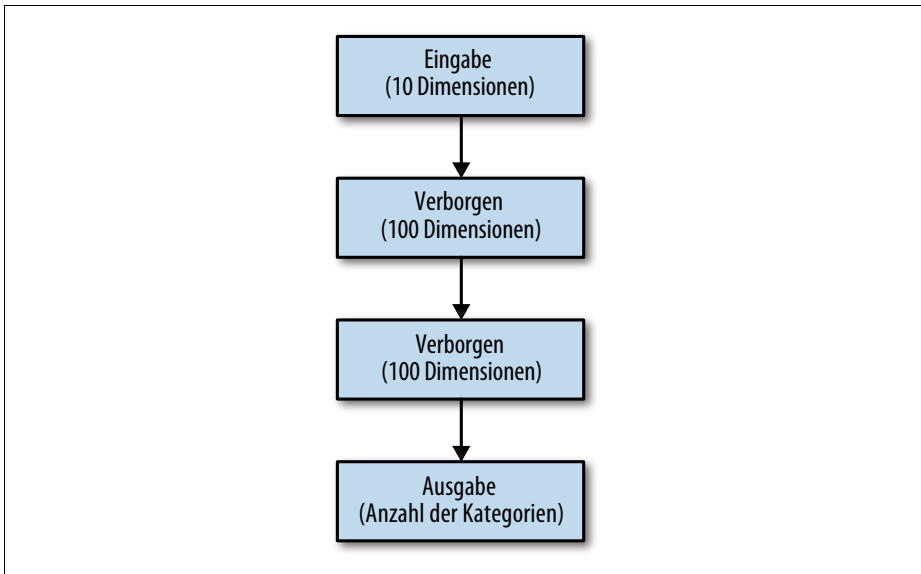 Eingabe
(10 Dimensionen)
Verborgen
(100 Dimensionen)
Verborgen
(100 Dimensionen)
Ausgabe
(Anzahl der Kategorien)